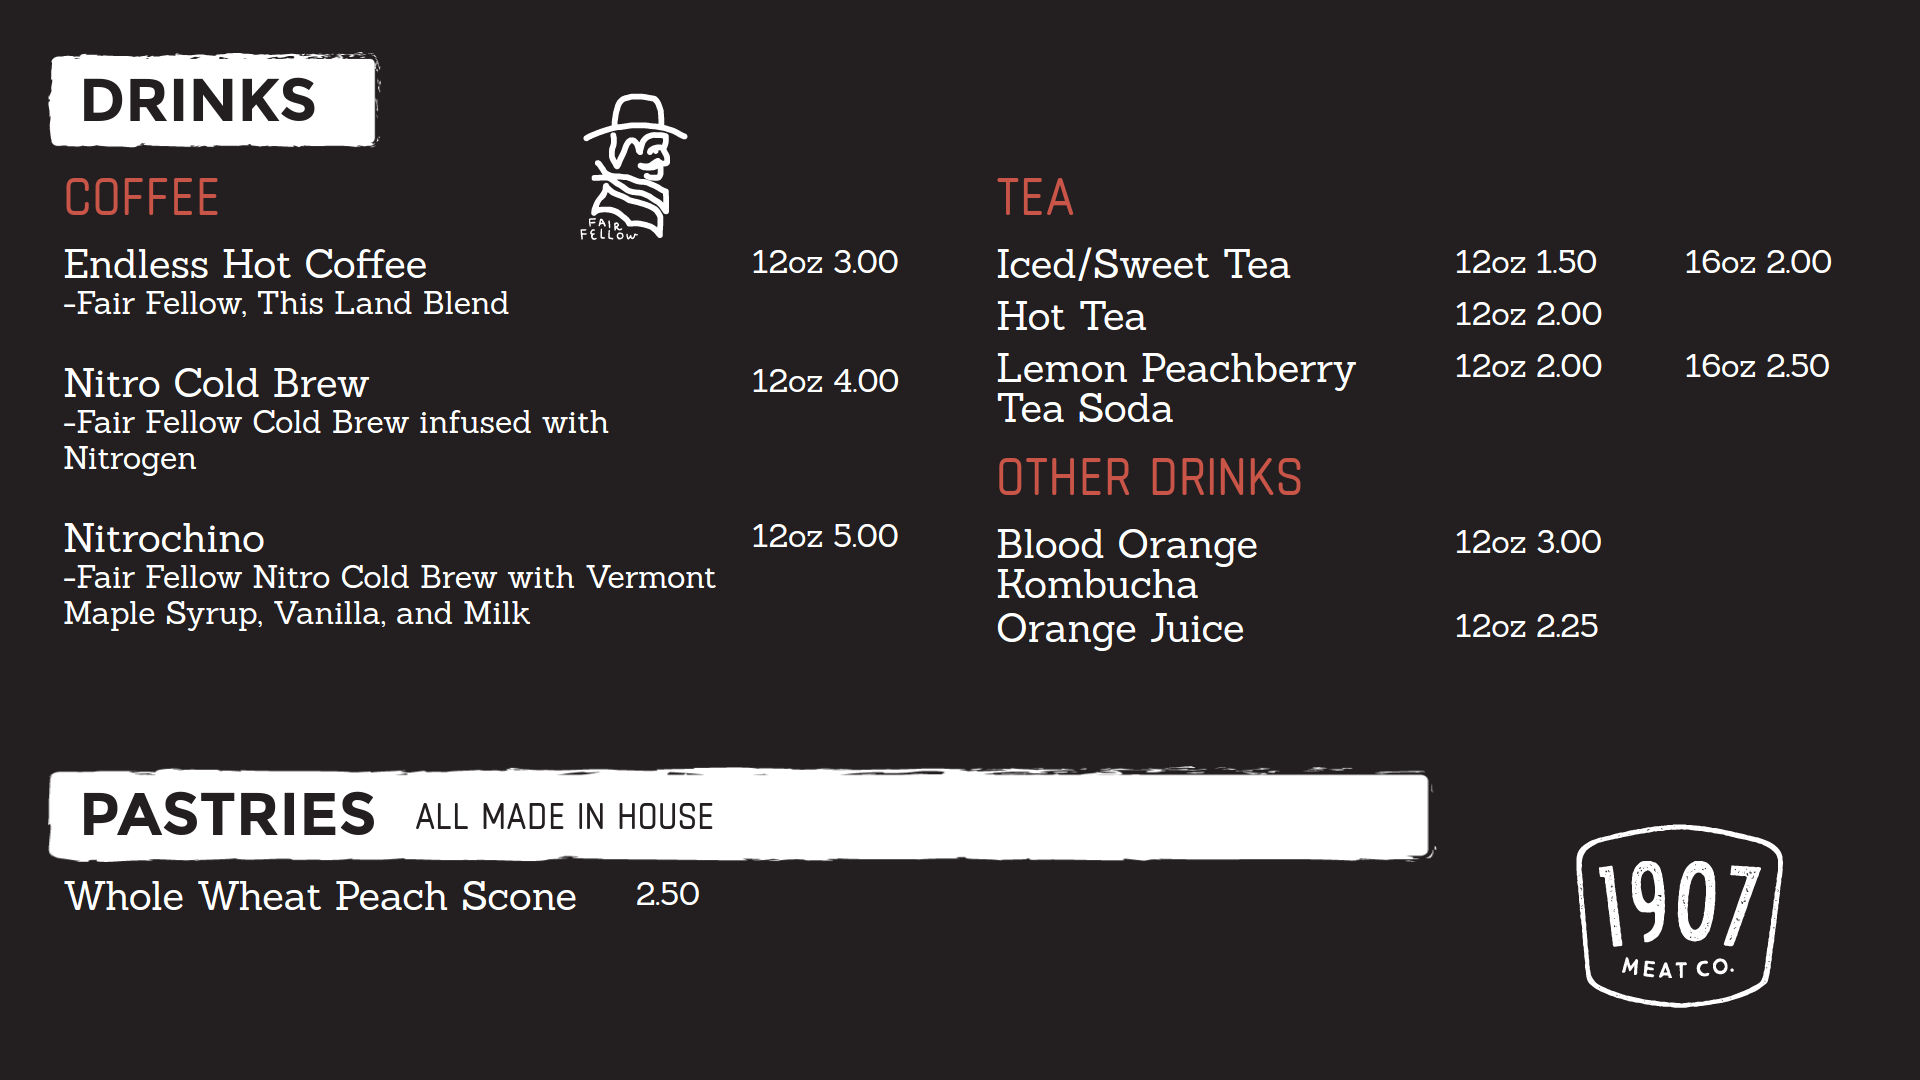 DRINKS
FAIR
FELLOW
COFFEE
Endless Hot Coffee 12oz 3.00
-Fair Fellow, This Land Blend
Nitro Cold Brew 12oz 4.00
-Fair Fellow Cold Brew infused with
Nitrogen
Nitrochino 12oz 5.00
-Fair Fellow Nitro Cold Brew with Vermont
Maple Syrup, Vanilla, and Milk
TEA
Iced/Sweet Tea 12oz 1.50 16oz 2.00
Hot Tea 12oz 2.00
Lemon Peachberry 12oz 2.00 16oz 2.50
Tea Soda
OTHER DRINKS
Blood Orange 12oz 3.00
Kombucha
Orange Juice 12oz 2.25
PASTRIES ALL MADE IN HOUSE
Whole Wheat Peach Scone 2.50
1907
MEAT CO.